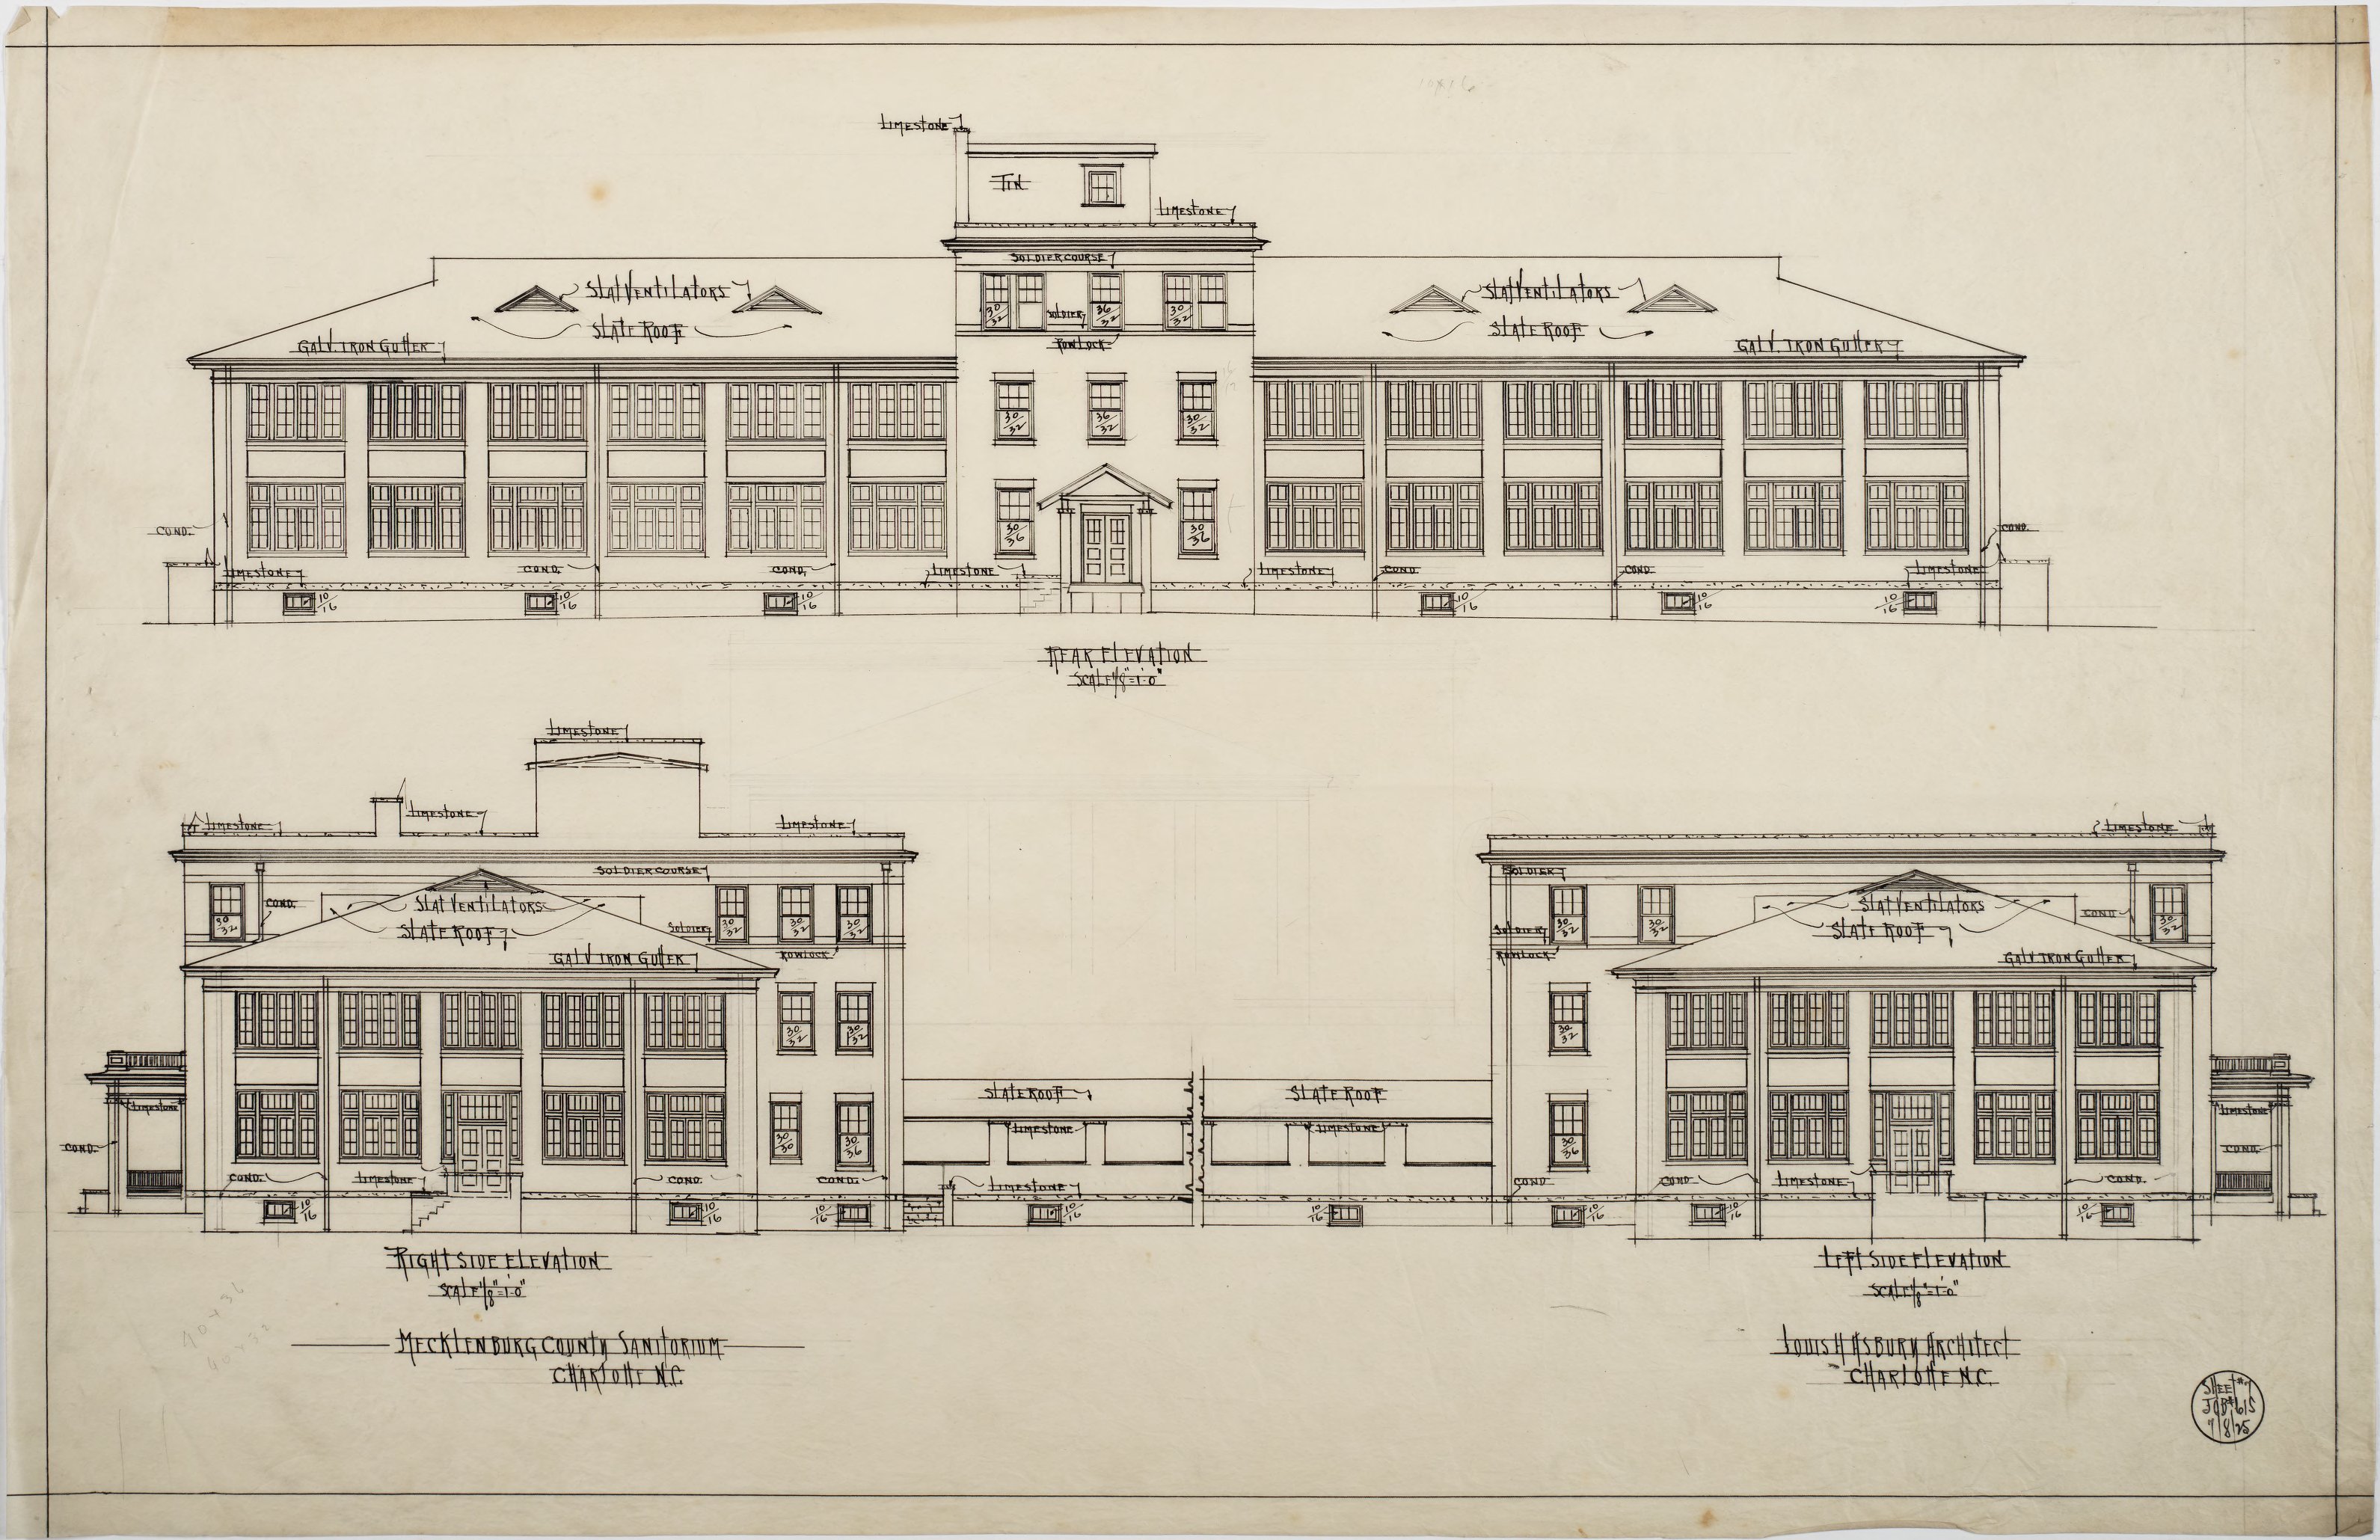 LIMESTONE
TIN
LIMESTONE
SOLDIER COURSE
SLAT VENTILATORS
SLAT VENTILATORS
30/32
SOLDIER
36/32
30/32
SLATE ROOF
SLATE ROOF
ROWLOCK
GALV. IRON GUTTER
GALV. IRON GUTTER
30/32
36/32
30/32
COND.
30/36
30/36
COND.
LIMESTONE
COND.
COND.
LIMESTONE
LIMESTONE
COND.
COND.
LIMESTONE
10/16
10/16
10/16
10/16
10/16
10/16
REAR ELEVATION
SCALE 1/8"=1'-0"
LIMESTONE
LIMESTONE
LIMESTONE
LIMESTONE
LIMESTONE
SOLDIER COURSE
SOLDIER
COND.
SLAT VENTILATORS
SLAT VENTILATORS
COND
30/32
30/32
30/32
30/32
30/32
30/32
30/32
SLATE ROOF
SOLDIER
SOLDIER
SLATE ROOF
GALV IRON GUTTER
ROWLOCK
ROWLOCK
GALV IRON GUTTER
30/32
30/32
30/32
SLATE ROOF
SLATE ROOF
LIMESTONE
LIMESTONE
LIMESTONE
LIMESTONE
COND.
30/30
30/36
30/36
COND.
COND.
LIMESTONE
COND.
COND.
LIMESTONE
COND
COND
LIMESTONE
COND.
10/16
10/16
10/16
10/16
10/16
10/16
10/16
10/16
RIGHT SIDE ELEVATION
SCALE 1/8"=1'-0"
LEFT SIDE ELEVATION
SCALE 1/8"=1'-0"
MECKLENBURG COUNTY SANITORIUM
CHARLOTTE N.C.
LOUIS H ASBURY ARCHITECT
CHARLOTTE N.C.
SHEET #7
JOB #615
7/8/25